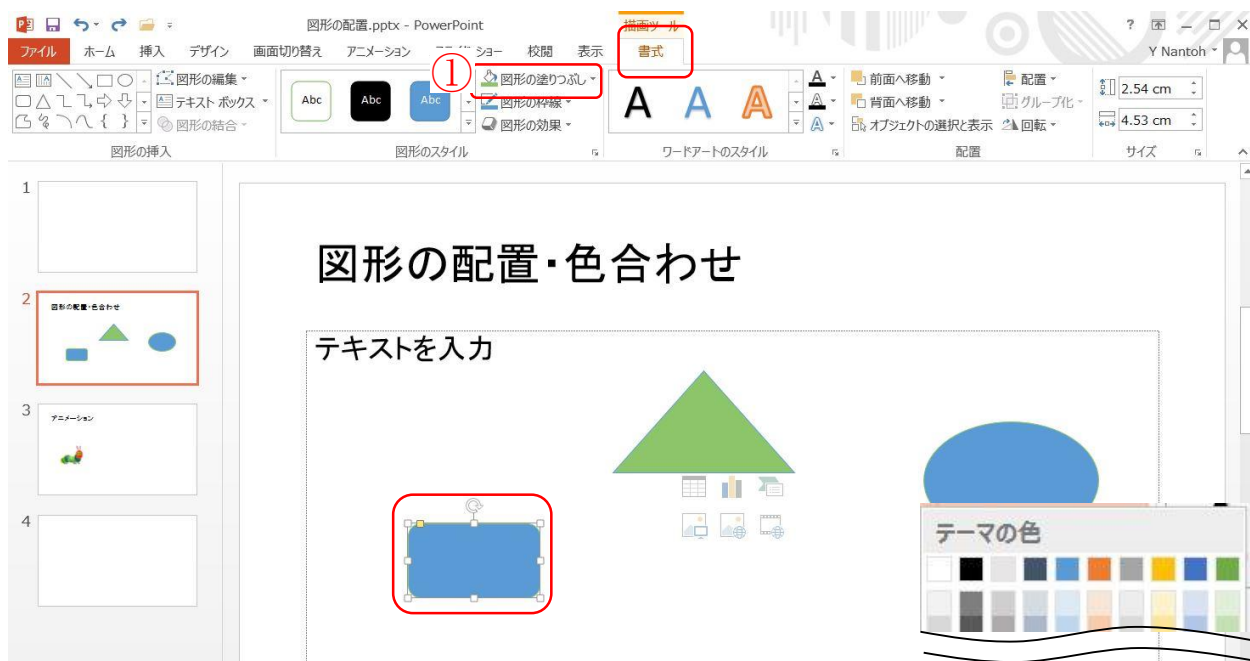 図形の配置.pptx - PowerPoint
描画ツール
?
ファイル ホーム 挿入 デザイン 画面切り替え アニメーション ショー 校閲 表示 書式
Y Nantoh
図形の編集
テキスト ボックス
図形の結合
図形の挿入
Abc Abc Abc
①
図形の塗りつぶし
図形の枠線
図形の効果
図形のスタイル
A A A
A
A
A
ワードアートのスタイル
前面へ移動
背面へ移動
オブジェクトの選択と表示
配置
グループ化
回転
配置
2.54 cm
4.53 cm
サイズ
1
2
図形の配置・色合わせ
3
アニメーション
4
図形の配置・色合わせ
テキストを入力
テーマの色